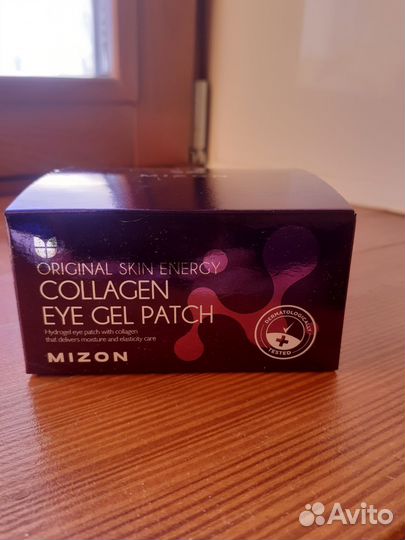 MIZON
ORIGINAL SKIN ENERGY
COLLAGEN
EYE GEL PATCH
Hydrogel eye patch with collagen
that delivers moisture and elasticity care
MIZON
DERMATOLOGICALLY
TESTED
Avito